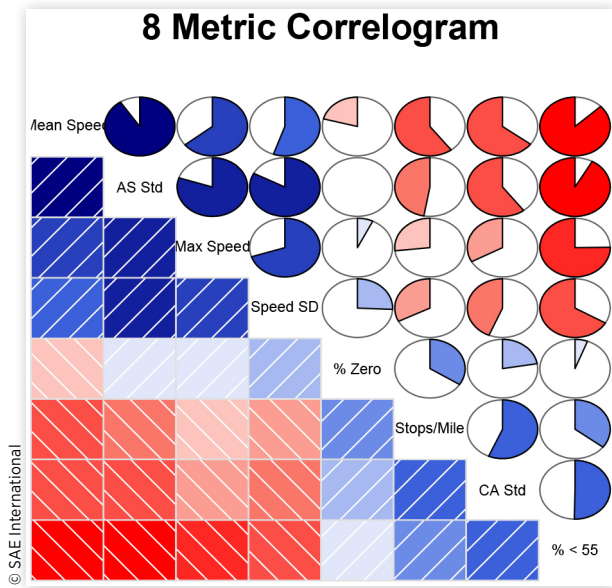 8 Metric Correlogram
Mean Speed
AS Std
Max Speed
Speed SD
% Zero
Stops/Mile
CA Std
% < 55
© SAE International